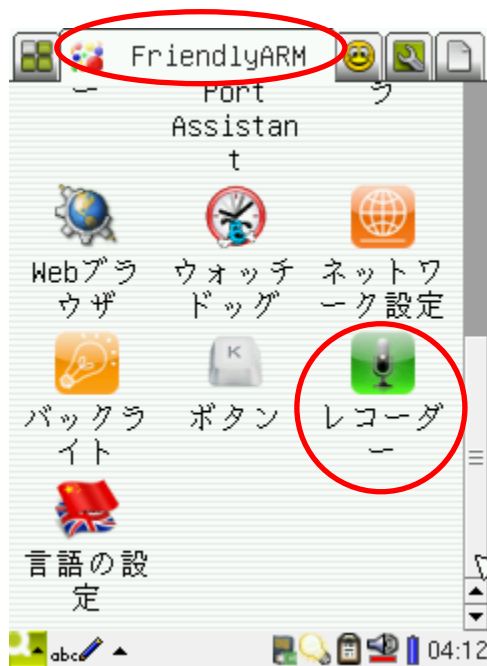 FriendlyARM
ー Port ラ
Assistan
t
Webブラ ウォッチ ネットワ
ウザ ドッグ ーク設定
K
バックラ ボタン レコーダ
イト ー
言語の設
定
abc 04:12